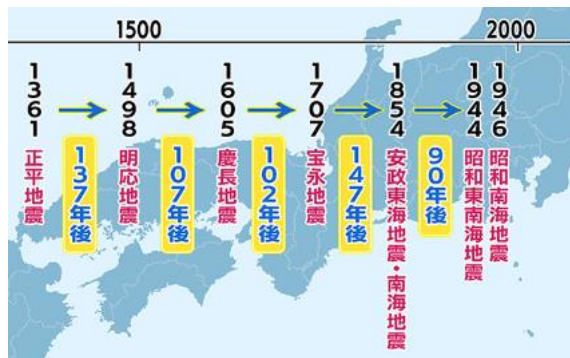 1500
2000
1361
正平地震
137年後
1498
明応地震
107年後
1605
慶長地震
102年後
1707
宝永地震
147年後
1854
安政東海地震・南海地震
90年後
1944
昭和東南海地震
1946
昭和南海地震